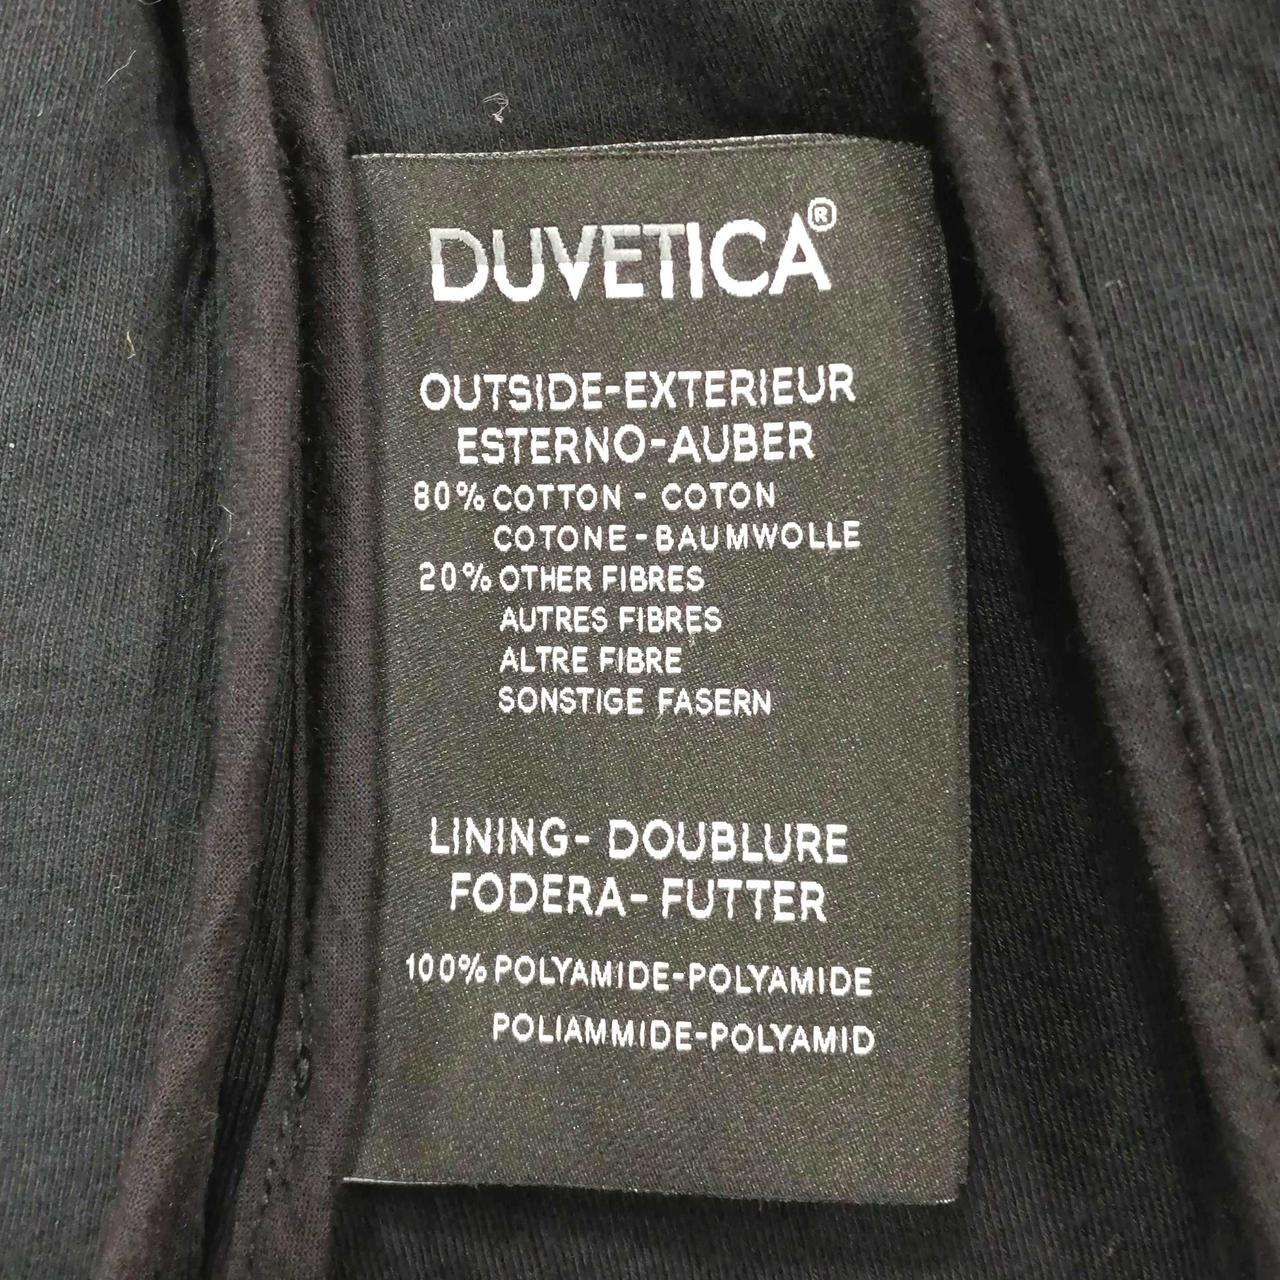 DUVETICA®
OUTSIDE-EXTERIEUR
ESTERNO-AUBER
80% COTTON - COTON
COTONE - BAUMWOLLE
20% OTHER FIBRES
AUTRES FIBRES
ALTRE FIBRE
SONSTIGE FASERN
LINING- DOUBLURE
FODERA-FUTTER
100% POLYAMIDE-POLYAMIDE
POLIAMMIDE-POLYAMID